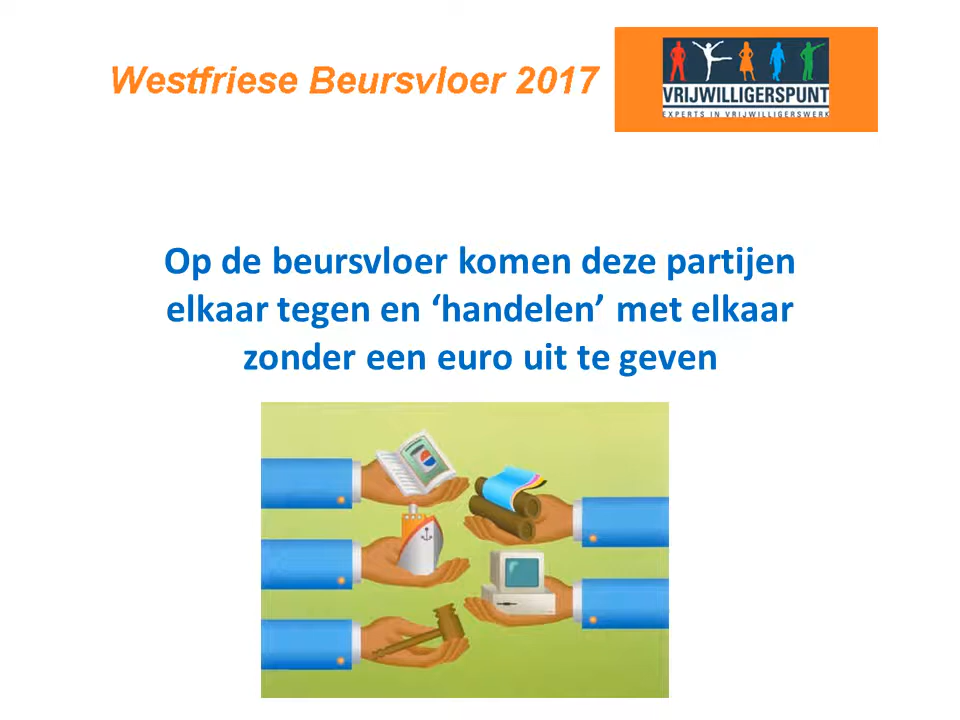 Westfriese Beursvloer 2017
VRIJWILLIGERSPUNT
EXPERTS IN VRIJWILLIGERSWERK
Op de beursvloer komen deze partijen
elkaar tegen en ‘handelen’ met elkaar
zonder een euro uit te geven